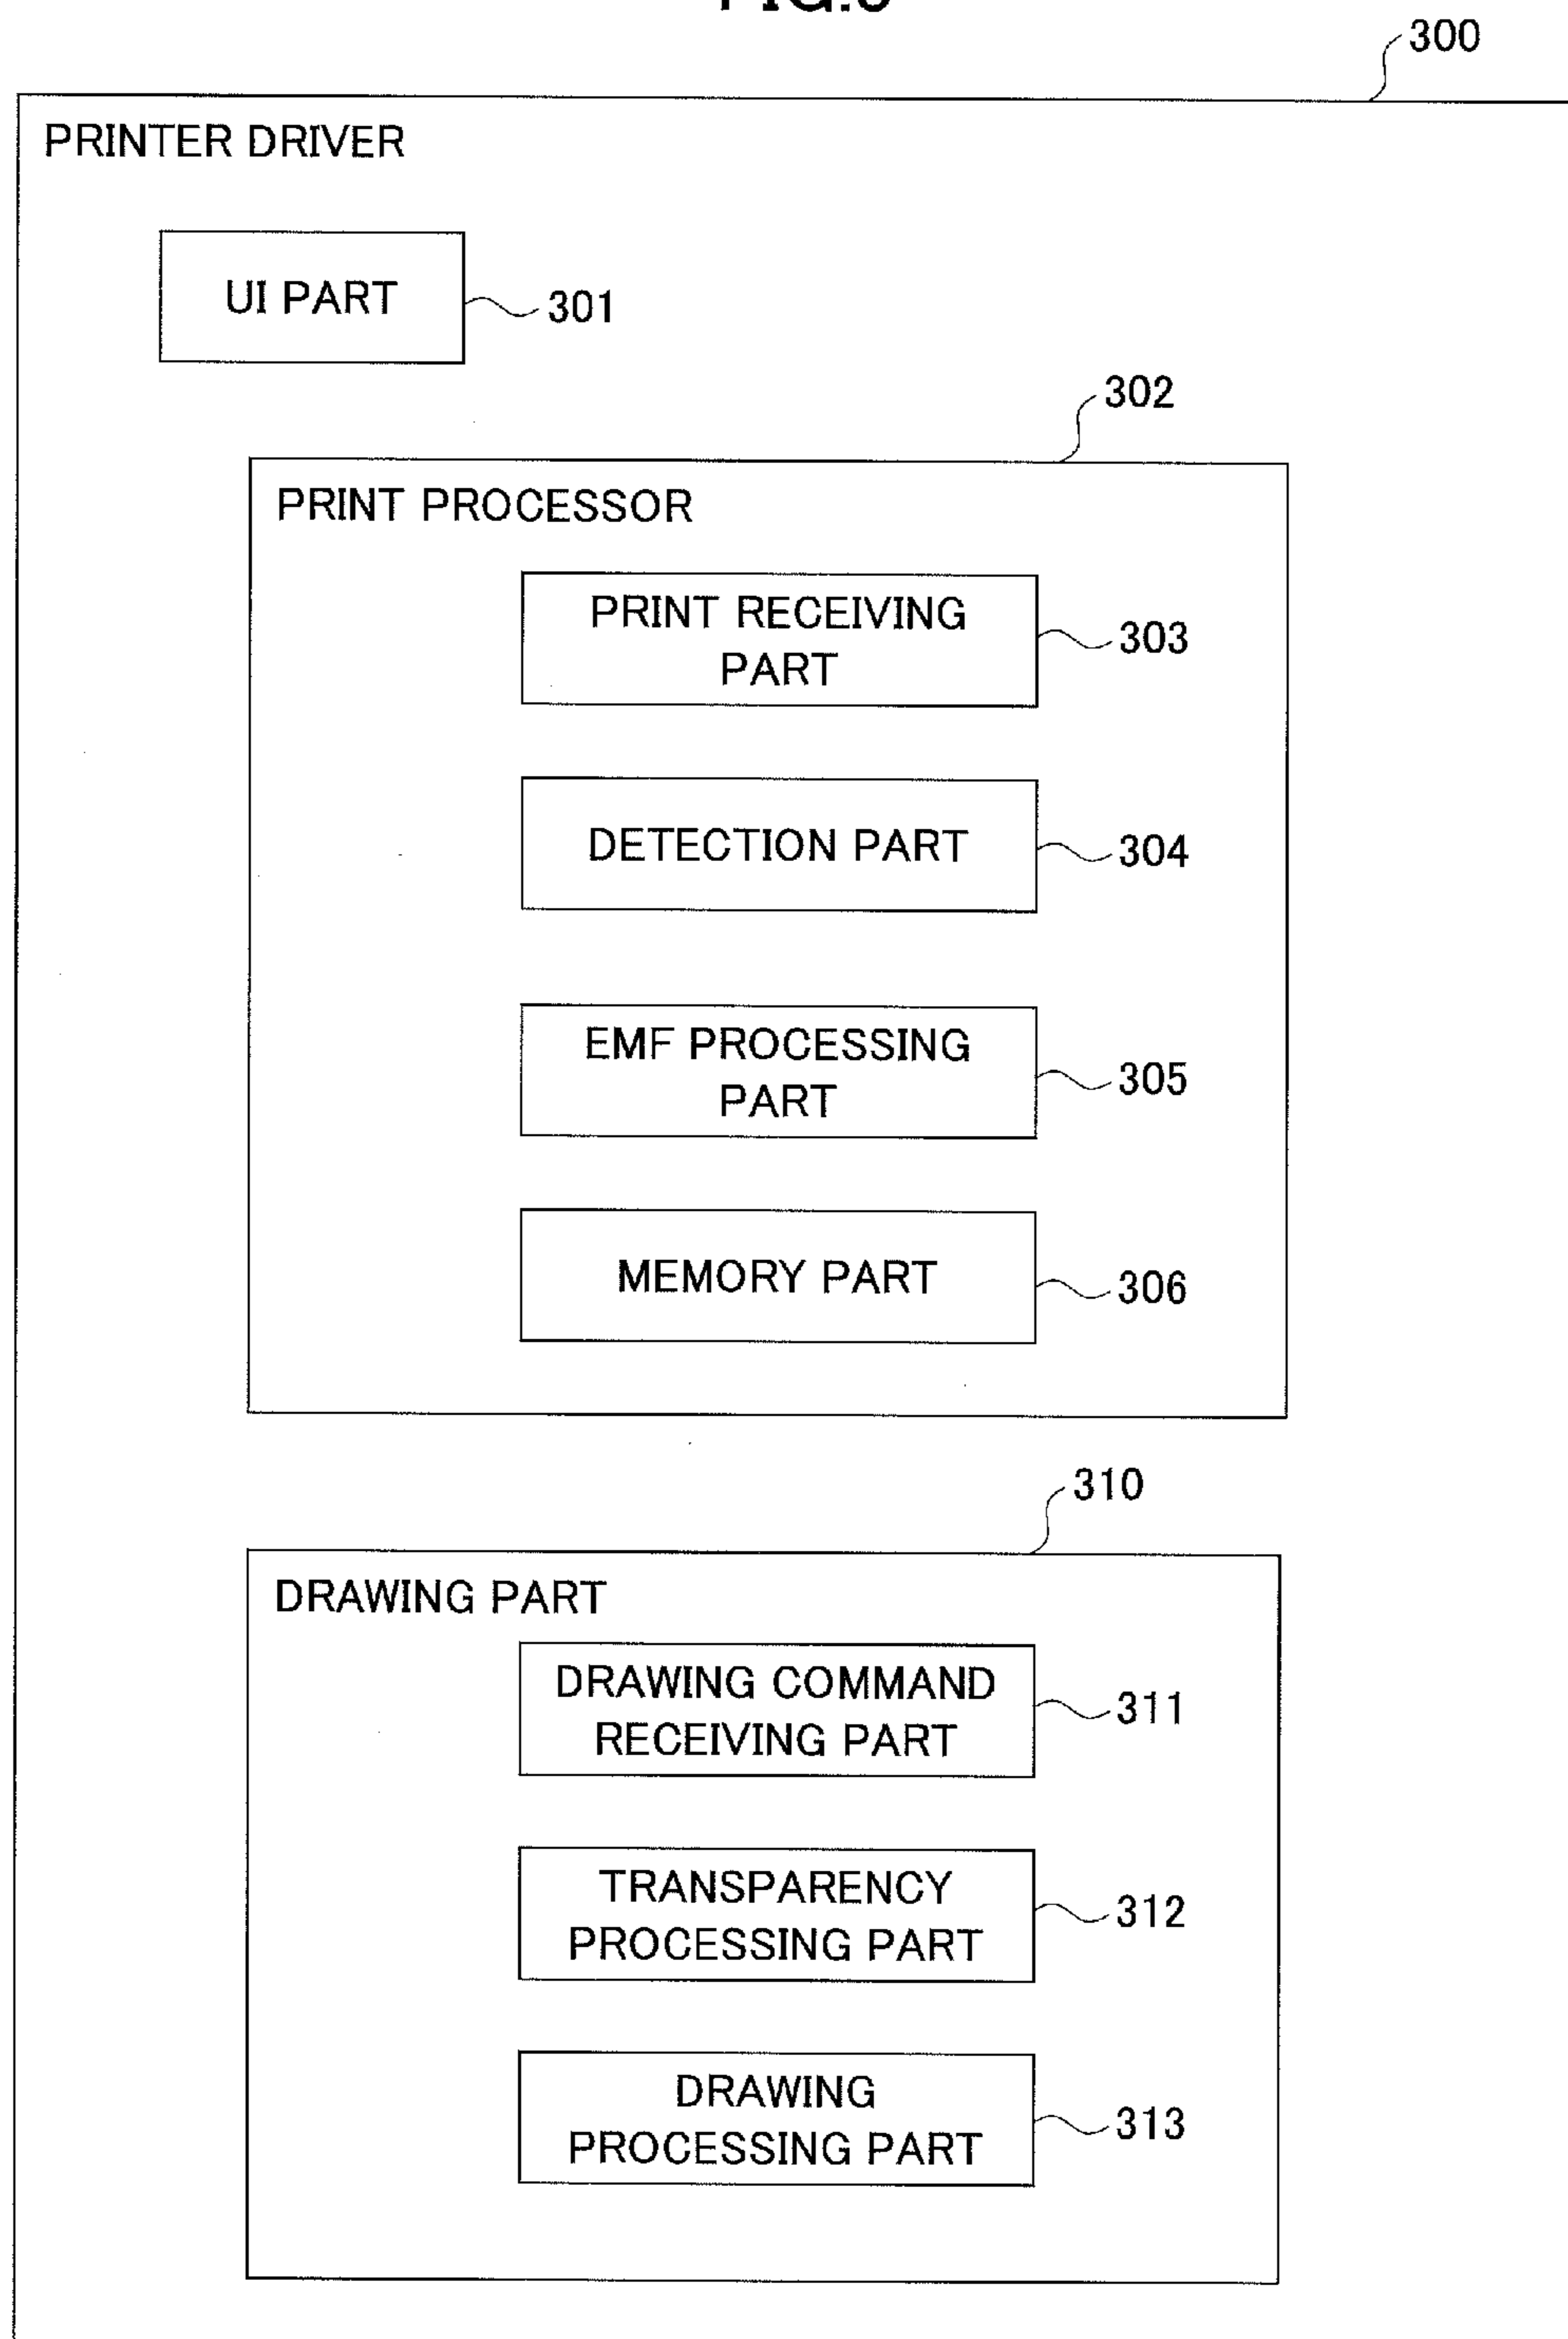 300
PRINTER DRIVER
UI PART
301
302
PRINT PROCESSOR
PRINT RECEIVING
PART
303
DETECTION PART
304
EMF PROCESSING
PART
305
MEMORY PART
306
310
DRAWING PART
DRAWING COMMAND
RECEIVING PART
311
TRANSPARENCY
PROCESSING PART
312
DRAWING
PROCESSING PART
313